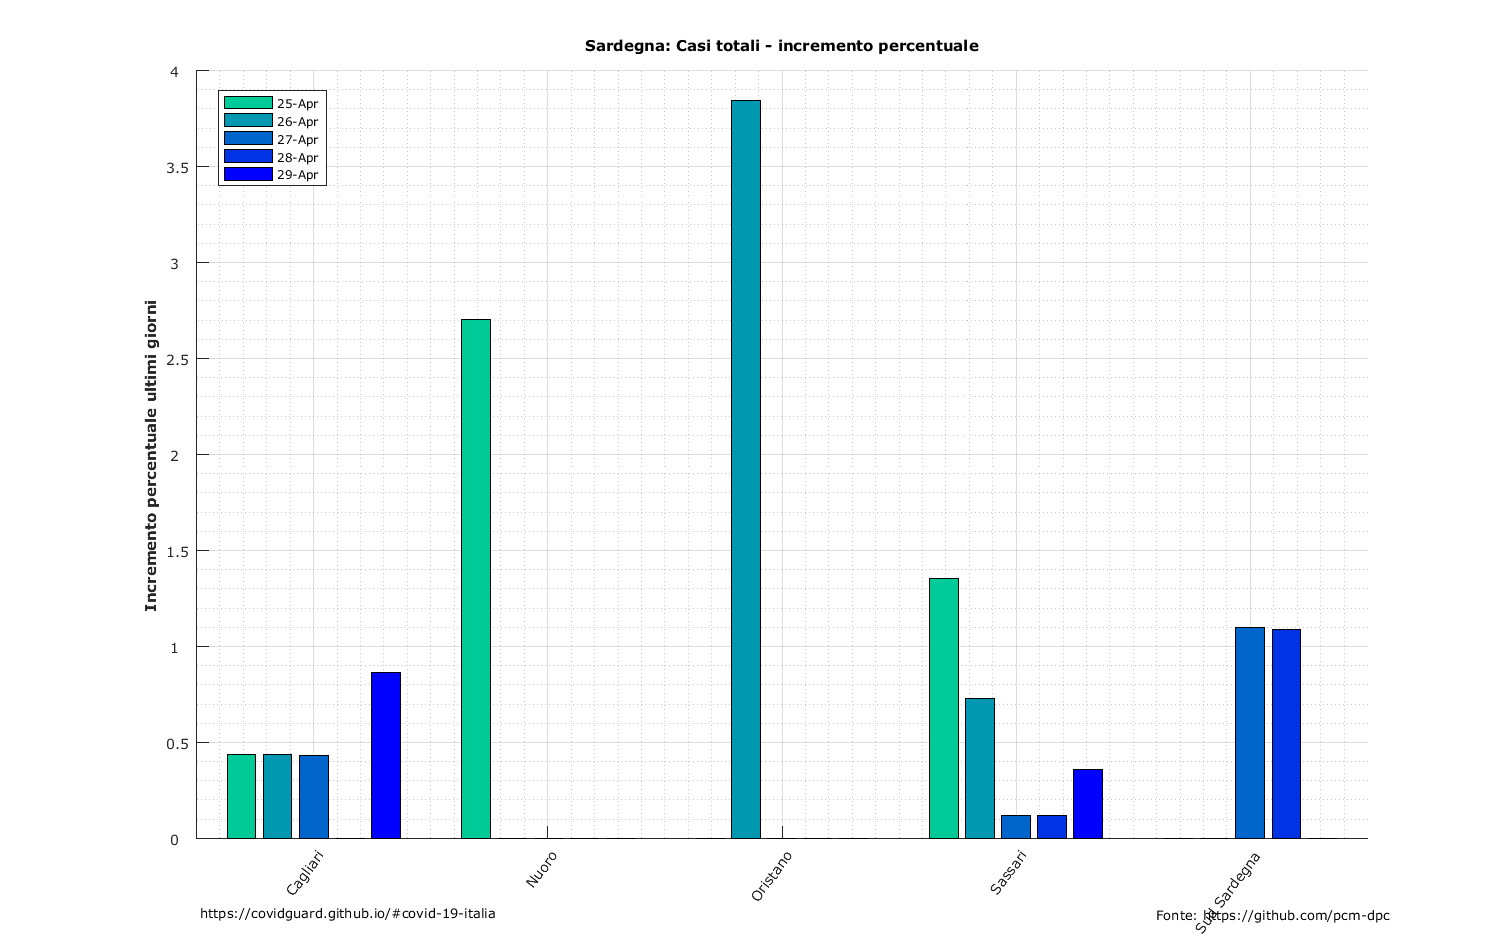 Sardegna: Casi totali - incremento percentuale
4
3.5
3
2.5
2
1.5
1
0.5
0
25-Apr
26-Apr
27-Apr
28-Apr
29-Apr
Incremento percentuale ultimi giorni
Cagliari
Nuoro
Oristano
Sassari
Sud Sardegna
https://covidguard.github.io/#covid-19-italia
Fonte: https://github.com/pcm-dpc